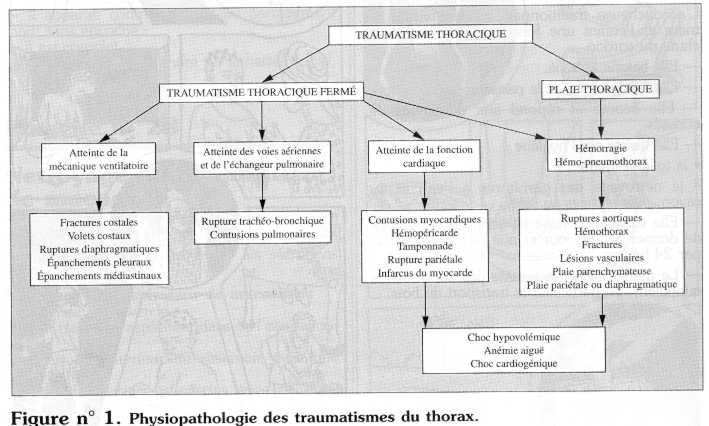 TRAUMATISME THORACIQUE
TRAUMATISME THORACIQUE FERMÉ
PLAIE THORACIQUE
Atteinte de la
mécanique ventilatoire
Atteinte des voies aériennes
et de l'échangeur pulmonaire
Atteinte de la fonction
cardiaque
Hémorragie
Hémo-pneumothorax
Fractures costales
Volets costaux
Ruptures diaphragmatiques
Épanchements pleuraux
Épanchements médiastinaux
Rupture trachéo-bronchique
Contusions pulmonaires
Contusions myocardiques
Hémopéricarde
Tamponnade
Rupture pariétale
Infarcus du myocarde
Ruptures aortiques
Hémothorax
Fractures
Lésions vasculaires
Plaie parenchymateuse
Plaie pariétale ou diaphragmatique
Choc hypovolémique
Anémie aiguë
Choc cardiogénique
Figure n° 1. Physiopathologie des traumatismes du thorax.